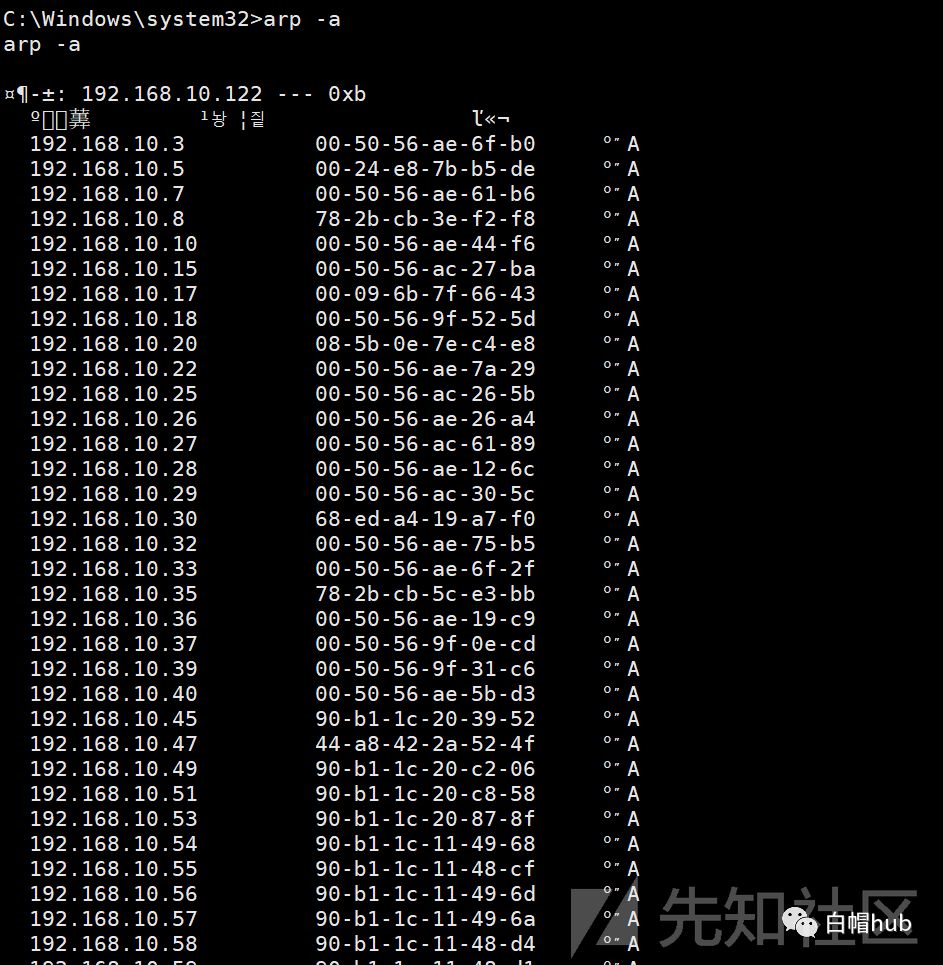 C:\Windows\system32>arp -a
arp -a
¤¶-±: 192.168.10.122 --- 0xb
192.168.10.3 00-50-56-ae-6f-b0 º˝ A
192.168.10.5 00-24-e8-7b-b5-de º˝ A
192.168.10.7 00-50-56-ae-61-b6 º˝ A
192.168.10.8 78-2b-cb-3e-f2-f8 º˝ A
192.168.10.10 00-50-56-ae-44-f6 º˝ A
192.168.10.15 00-50-56-ac-27-ba º˝ A
192.168.10.17 00-09-6b-7f-66-43 º˝ A
192.168.10.18 00-50-56-9f-52-5d º˝ A
192.168.10.20 08-5b-0e-7e-c4-e8 º˝ A
192.168.10.22 00-50-56-ae-7a-29 º˝ A
192.168.10.25 00-50-56-ac-26-5b º˝ A
192.168.10.26 00-50-56-ae-26-a4 º˝ A
192.168.10.27 00-50-56-ac-61-89 º˝ A
192.168.10.28 00-50-56-ae-12-6c º˝ A
192.168.10.29 00-50-56-ac-30-5c º˝ A
192.168.10.30 68-ed-a4-19-a7-f0 º˝ A
192.168.10.32 00-50-56-ae-75-b5 º˝ A
192.168.10.33 00-50-56-ae-6f-2f º˝ A
192.168.10.35 78-2b-cb-5c-e3-bb º˝ A
192.168.10.36 00-50-56-ae-19-c9 º˝ A
192.168.10.37 00-50-56-9f-0e-cd º˝ A
192.168.10.39 00-50-56-9f-31-c6 º˝ A
192.168.10.40 00-50-56-ae-5b-d3 º˝ A
192.168.10.45 90-b1-1c-20-39-52 º˝ A
192.168.10.47 44-a8-42-2a-52-4f º˝ A
192.168.10.49 90-b1-1c-20-c2-06 º˝ A
192.168.10.51 90-b1-1c-20-c8-58 º˝ A
192.168.10.53 90-b1-1c-20-87-8f º˝ A
192.168.10.54 90-b1-1c-11-49-68 º˝ A
192.168.10.55 90-b1-1c-11-48-cf º˝ A
192.168.10.56 90-b1-1c-11-49-6d º˝ A
192.168.10.57 90-b1-1c-11-49-6a º˝ A
192.168.10.58 90-b1-1c-11-48-d4 º˝ A
先知社区
白帽hub